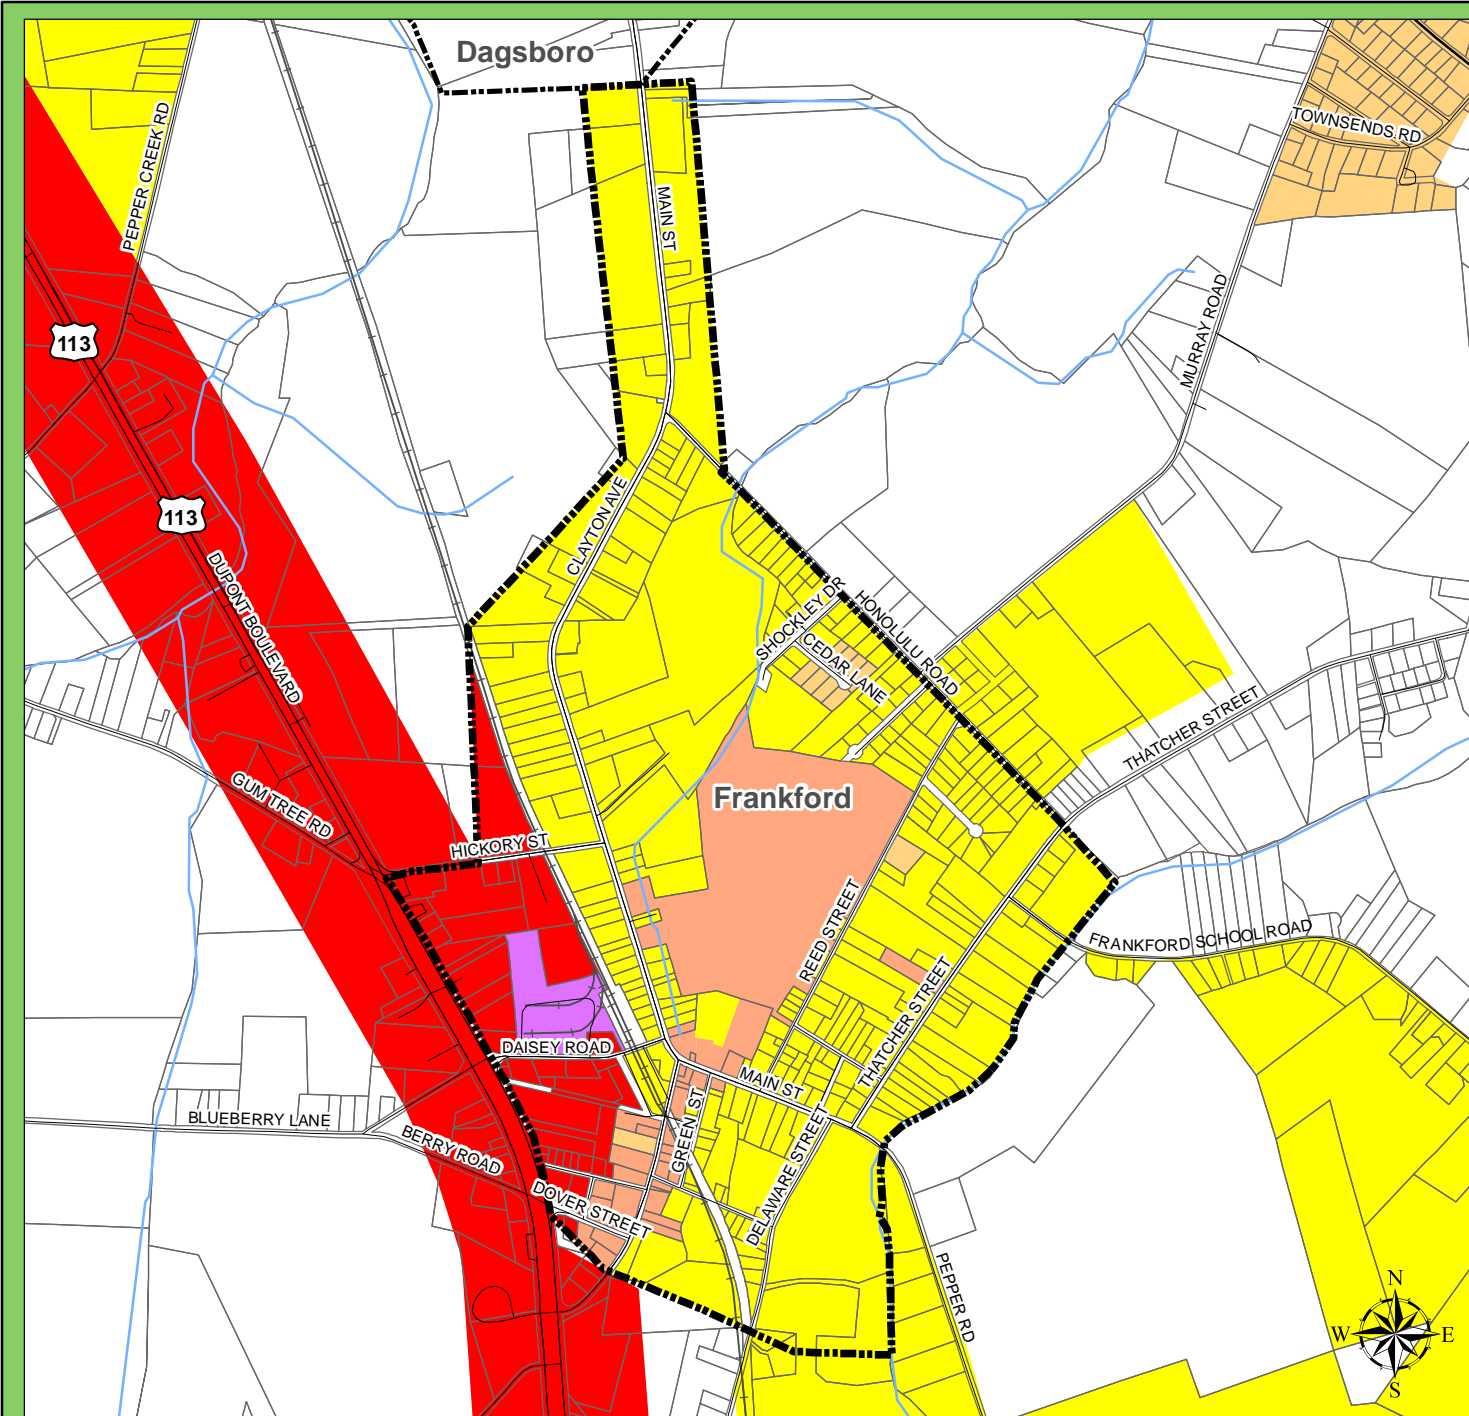 Dagsboro
TOWNSENDS RD
PEPPER CREEK RD
MAIN ST
MURRAY ROAD
113
113
CLAYTON AVE
DUPONT BOULEVARD
SHOCKLEY DR
HONOLULU ROAD
CEDAR LANE
THATCHER STREET
GUM TREE RD
Frankford
HICKORY ST
REED STREET
FRANKFORD SCHOOL ROAD
THATCHER STREET
DAISEY ROAD
MAIN ST
BLUEBERRY LANE
GREEN ST
BERRY ROAD
DELAWARE STREET
DOVER STREET
PEPPER RD
N
W
E
S